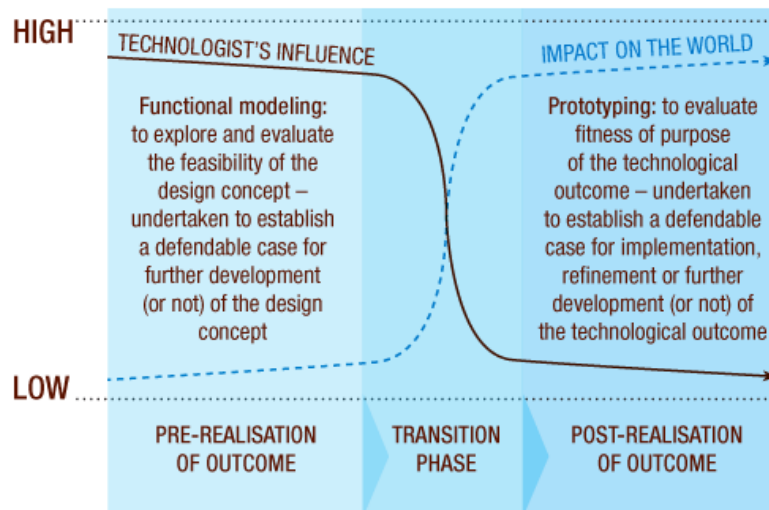 HIGH
TECHNOLOGIST'S INFLUENCE
IMPACT ON THE WORLD
Functional modeling:
to explore and evaluate
the feasibility of the
design concept –
undertaken to establish
a defendable case for
further development
(or not) of the design
concept
Prototyping: to evaluate
fitness of purpose
of the technological
outcome – undertaken
to establish a defendable
case for implementation,
refinement or further
development (or not) of
the technological outcome
LOW
PRE-REALISATION
OF OUTCOME
TRANSITION
PHASE
POST-REALISATION
OF OUTCOME